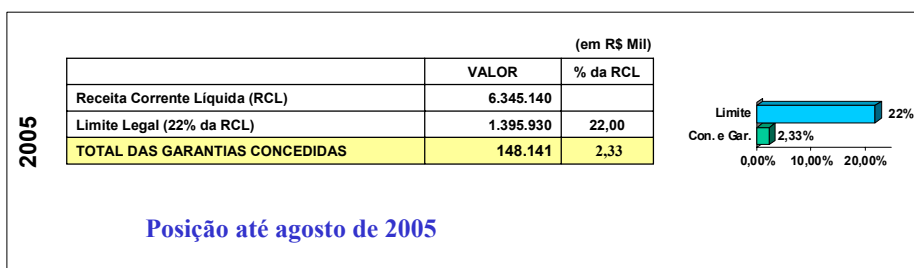 (em R$ Mil)
VALOR % da RCL
Receita Corrente Líquida (RCL) 6.345.140
Limite Legal (22% da RCL) 1.395.930 22,00
TOTAL DAS GARANTIAS CONCEDIDAS 148.141 2,33
2005
Limite 22%
Con. e Gar. 2,33%
0,00% 10,00% 20,00%
Posição até agosto de 2005